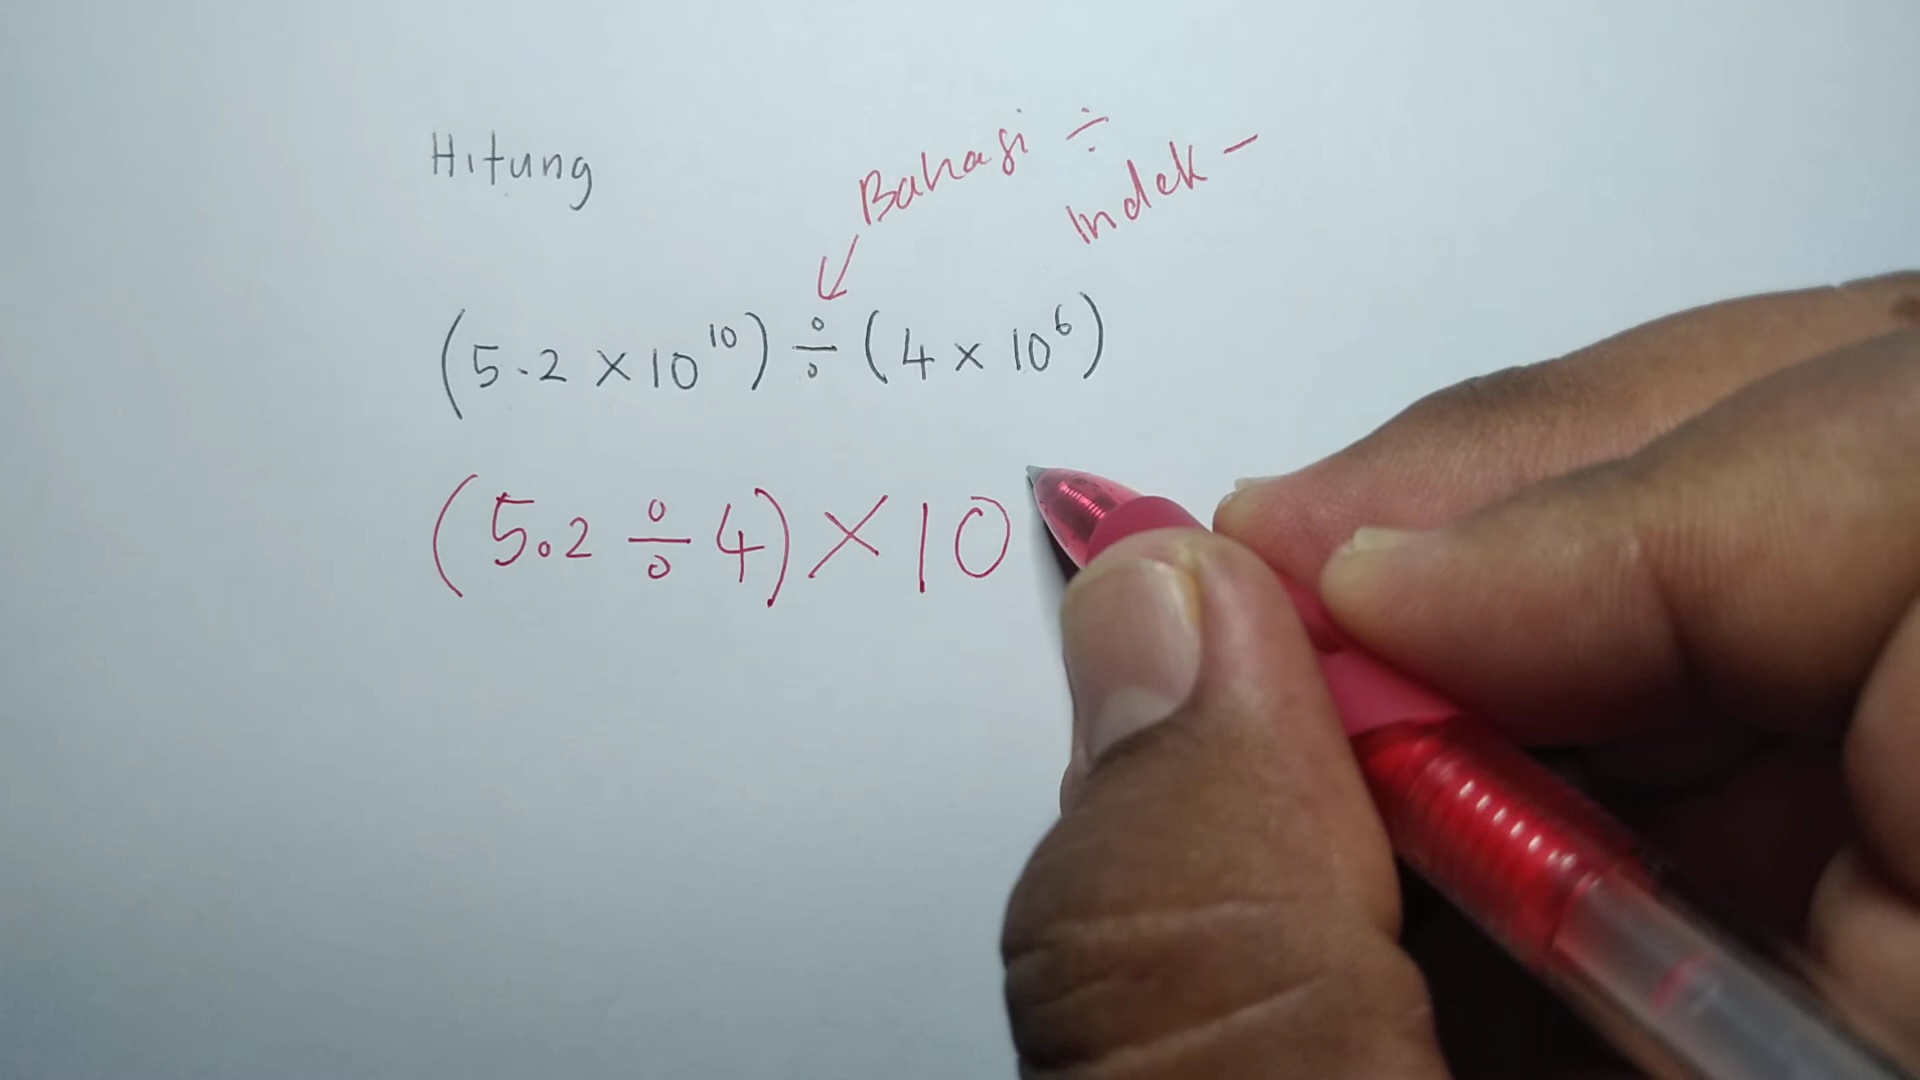 Hitung
Bahagi ÷
Indek −
(5.2 × 10¹⁰) ÷ (4 × 10⁶)
(5.2 ÷ 4) × 10